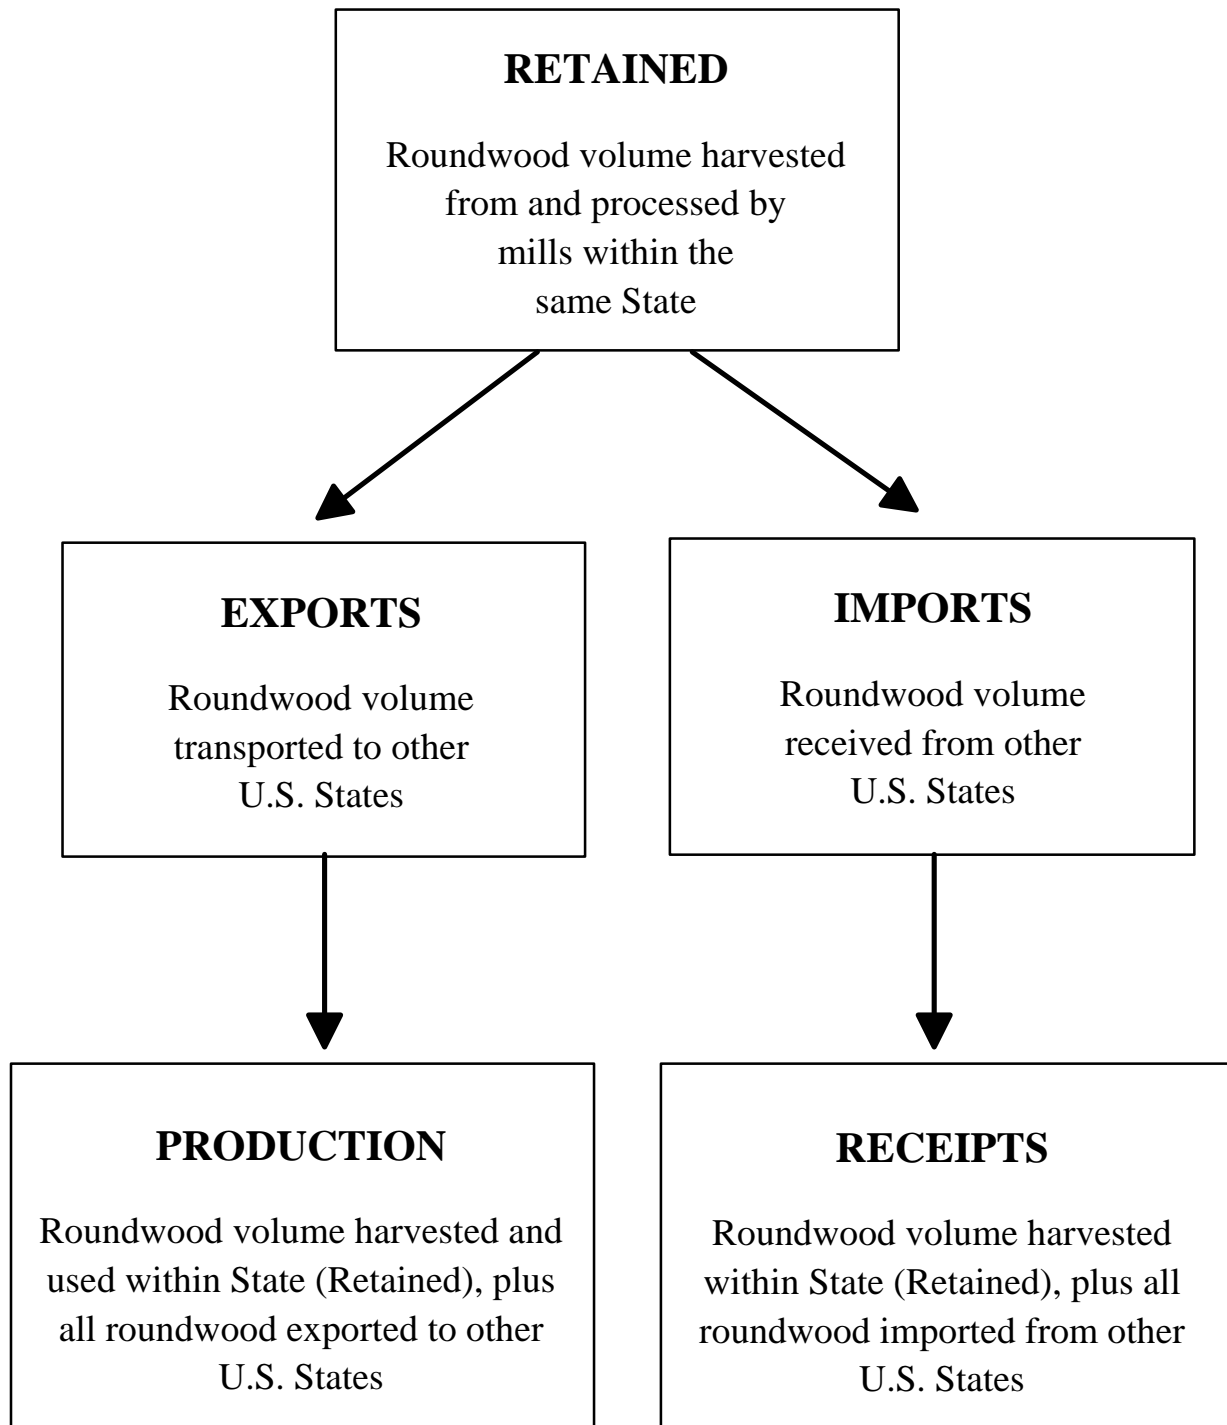 RETAINED
Roundwood volume harvested
from and processed by
mills within the
same State
EXPORTS
Roundwood volume
transported to other
U.S. States
IMPORTS
Roundwood volume
received from other
U.S. States
PRODUCTION
Roundwood volume harvested and
used within State (Retained), plus
all roundwood exported to other
U.S. States
RECEIPTS
Roundwood volume harvested
within State (Retained), plus all
roundwood imported from other
U.S. States